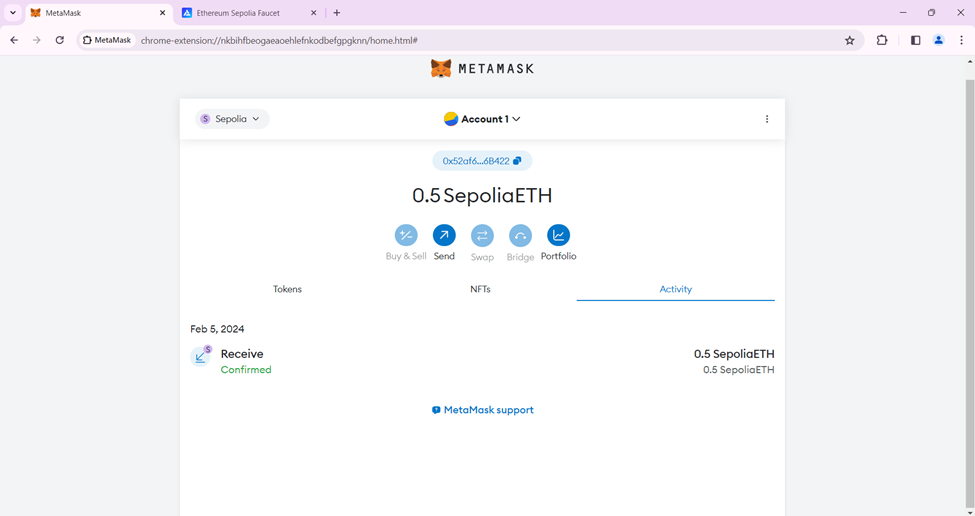 MetaMask
Ethereum Sepolia Faucet
MetaMask
chrome-extension://nkbihfbeogaeaoehlefnkodbefgpgknn/home.html#
METAMASK
S Sepolia
Account 1
0x52af6...6B422
0.5 SepoliaETH
Buy & Sell Send Swap Bridge Portfolio
Tokens NFTs Activity
Feb 5, 2024
S
Receive 0.5 SepoliaETH
Confirmed 0.5 SepoliaETH
MetaMask support